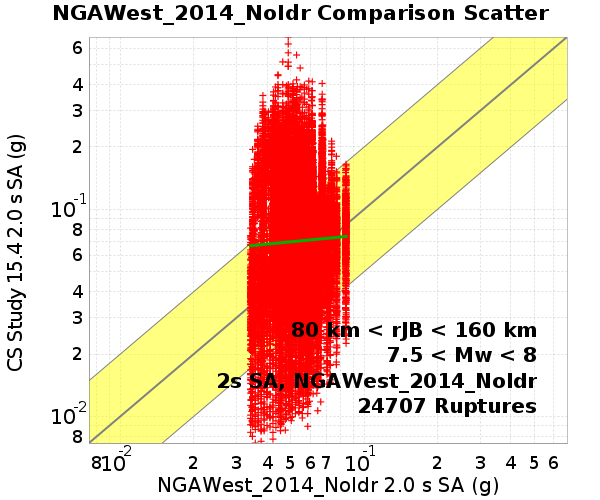 NGAWest_2014_NoIdr Comparison Scatter
6
4
3
2
10-1
8
6
4
3
2
10-2
8
CS Study 15.4 2.0 s SA (g)
80 km < rJB < 160 km
7.5 < Mw < 8
2s SA, NGAWest_2014_NoIdr
24707 Ruptures
8 10-2 2 3 4 5 6 7 10-1 2 3 4 5 6
NGAWest_2014_NoIdr 2.0 s SA (g)